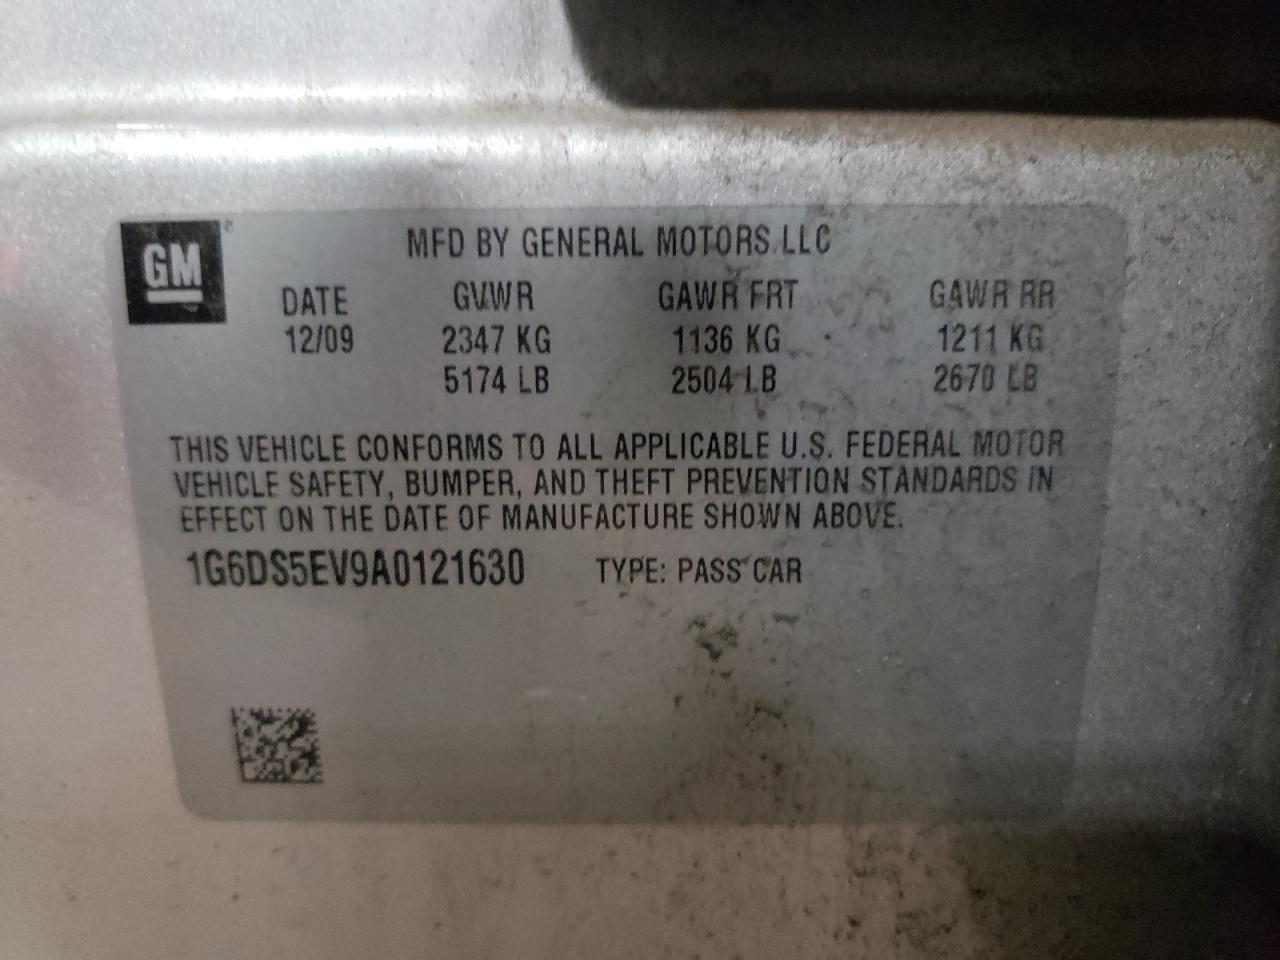 GM
MFD BY GENERAL MOTORS LLC
DATE GVWR GAWR FRT GAWR RR
12/09 2347 KG 1136 KG 1211 KG
5174 LB 2504 LB 2670 LB
THIS VEHICLE CONFORMS TO ALL APPLICABLE U.S. FEDERAL MOTOR
VEHICLE SAFETY, BUMPER, AND THEFT PREVENTION STANDARDS IN
EFFECT ON THE DATE OF MANUFACTURE SHOWN ABOVE.
1G6DS5EV9A0121630 TYPE: PASS CAR